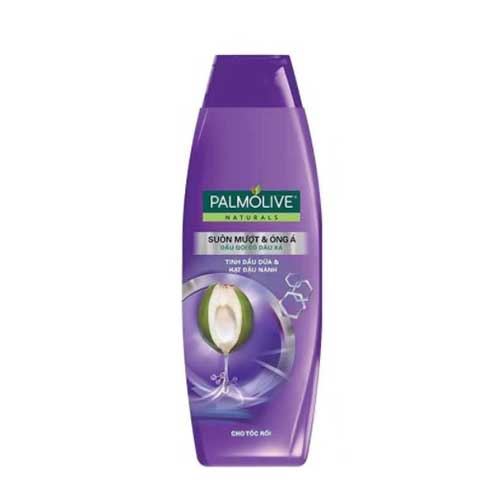 PALMOLIVE
NATURALS
SUÔN MƯỢT & ÓNG Ả
DẦU GỘI CÓ DẦU XẢ
TINH DẦU DỪA &
HẠT ĐẬU NÀNH
CHO TÓC RỐI